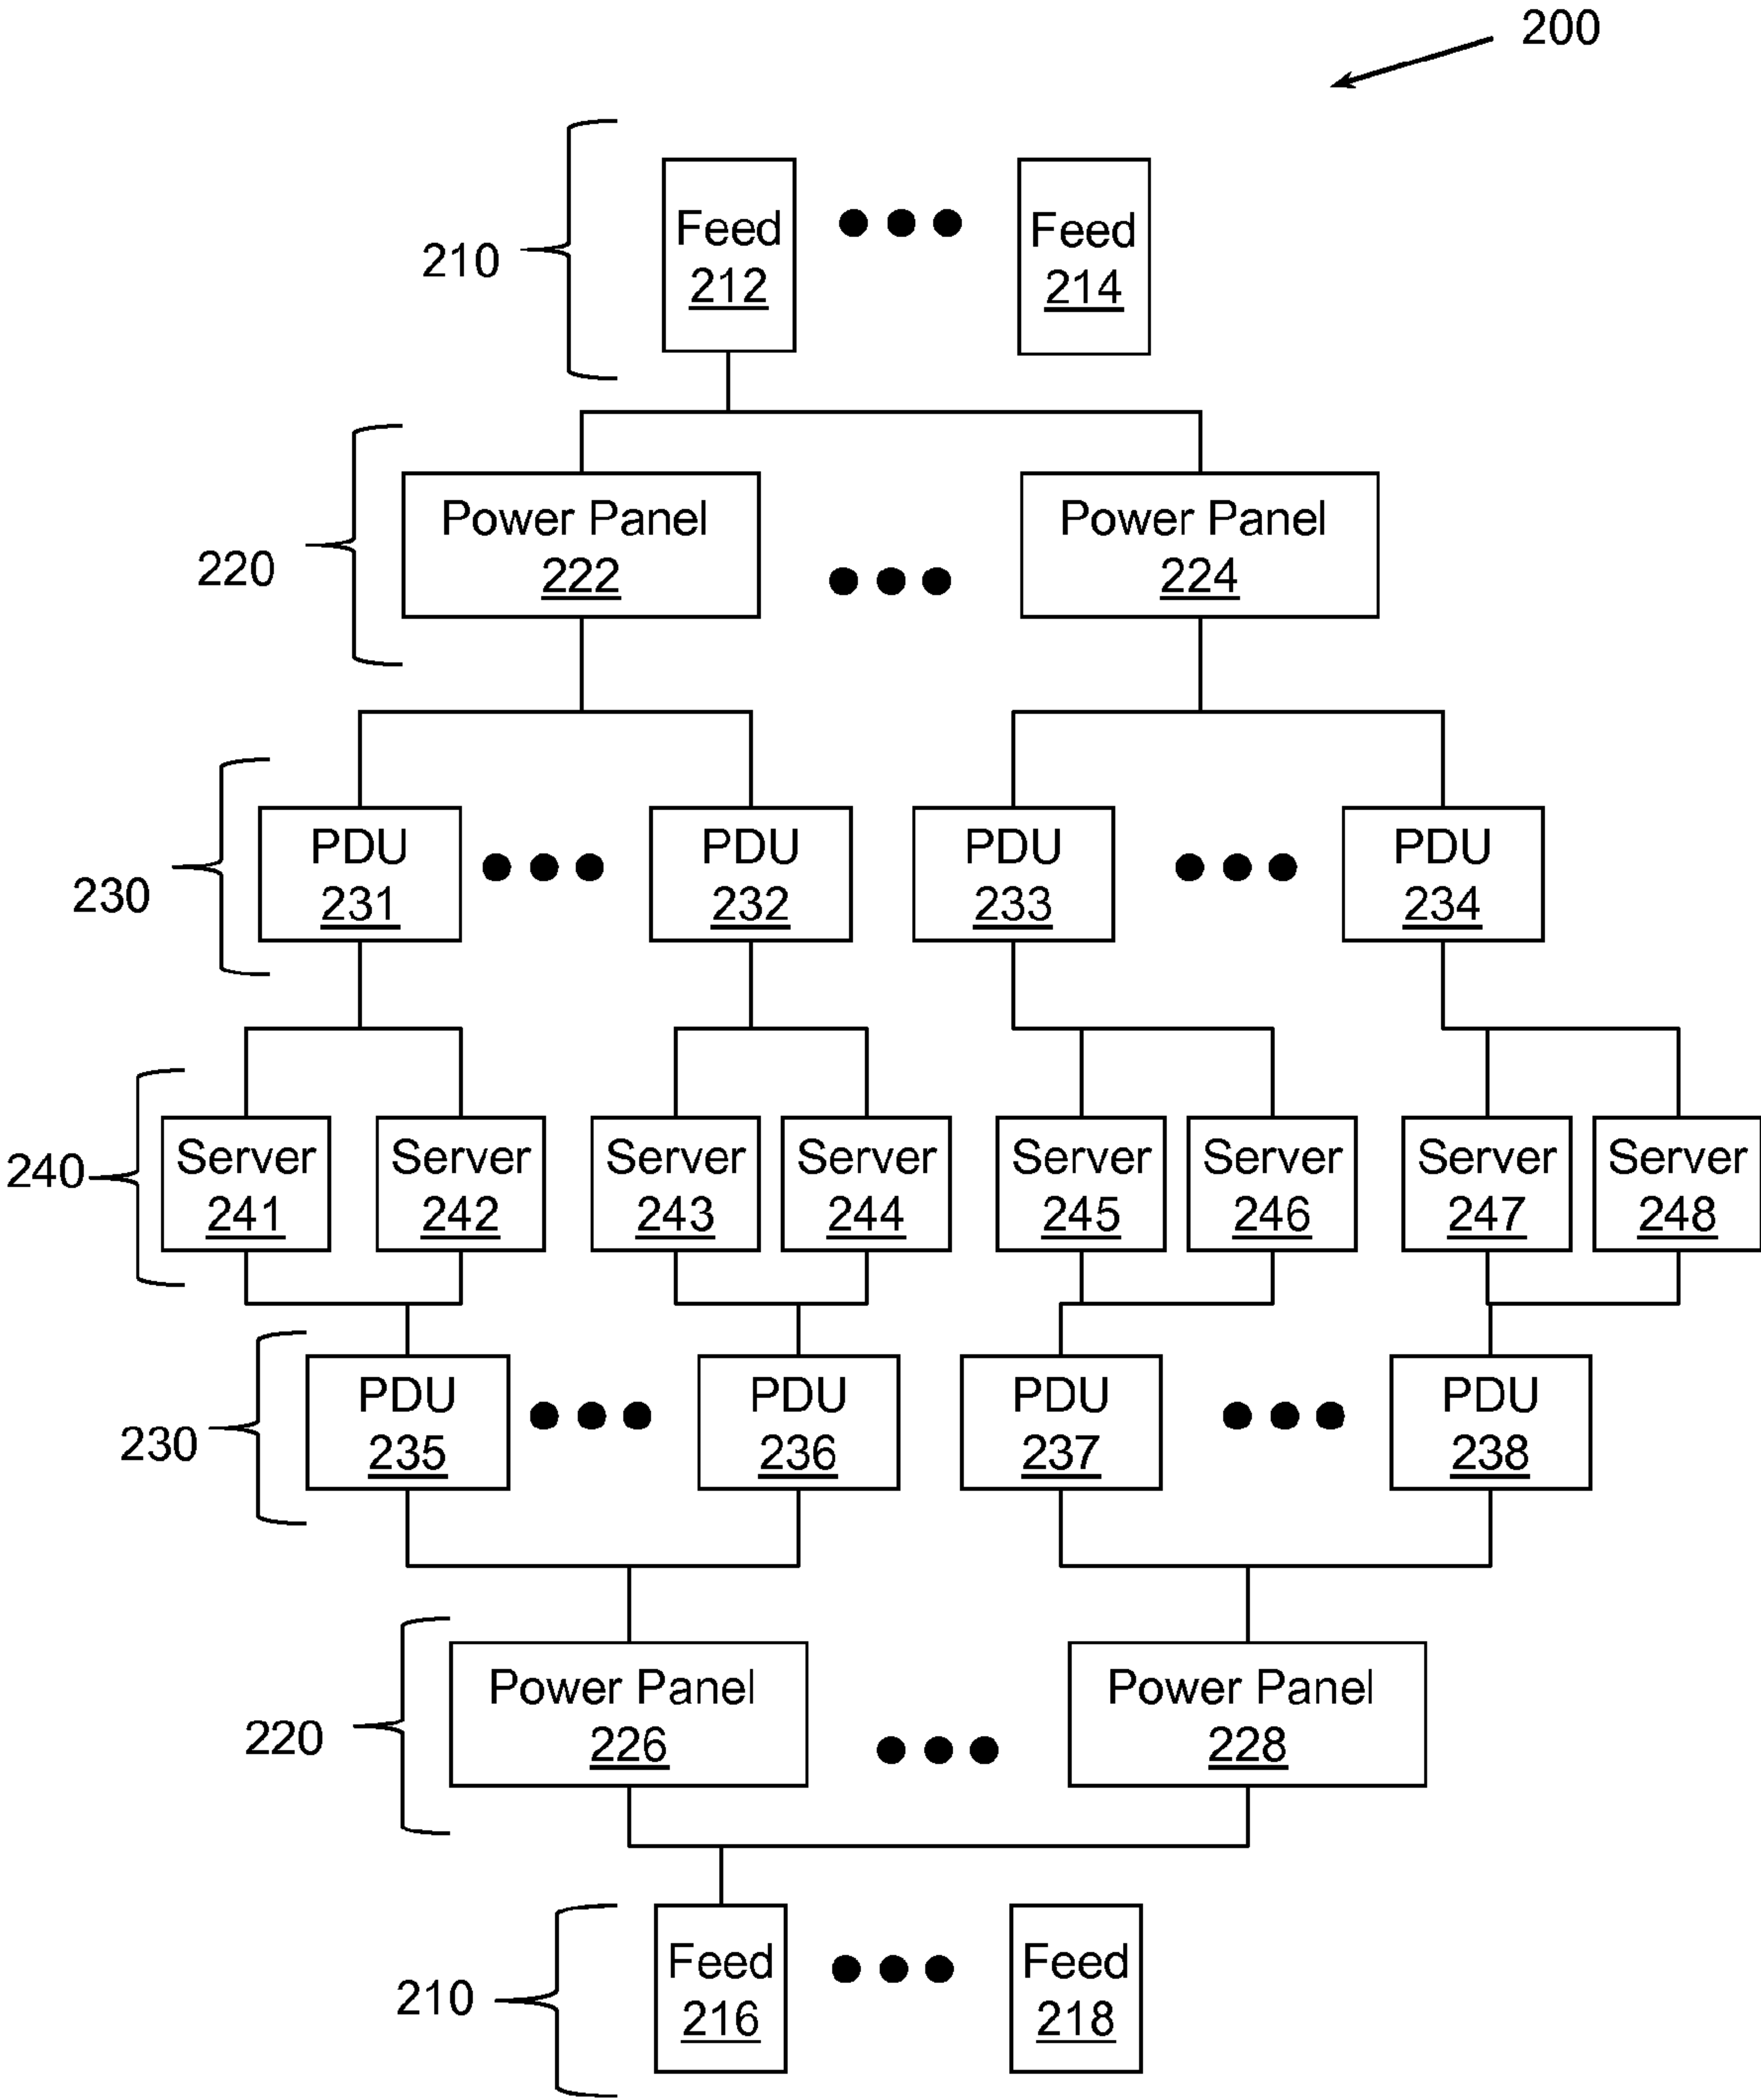 200
210
Feed
212
Feed
214
220
Power Panel
222
Power Panel
224
230
PDU
231
PDU
232
PDU
233
PDU
234
240
Server
241
Server
242
Server
243
Server
244
Server
245
Server
246
Server
247
Server
248
230
PDU
235
PDU
236
PDU
237
PDU
238
220
Power Panel
226
Power Panel
228
210
Feed
216
Feed
218